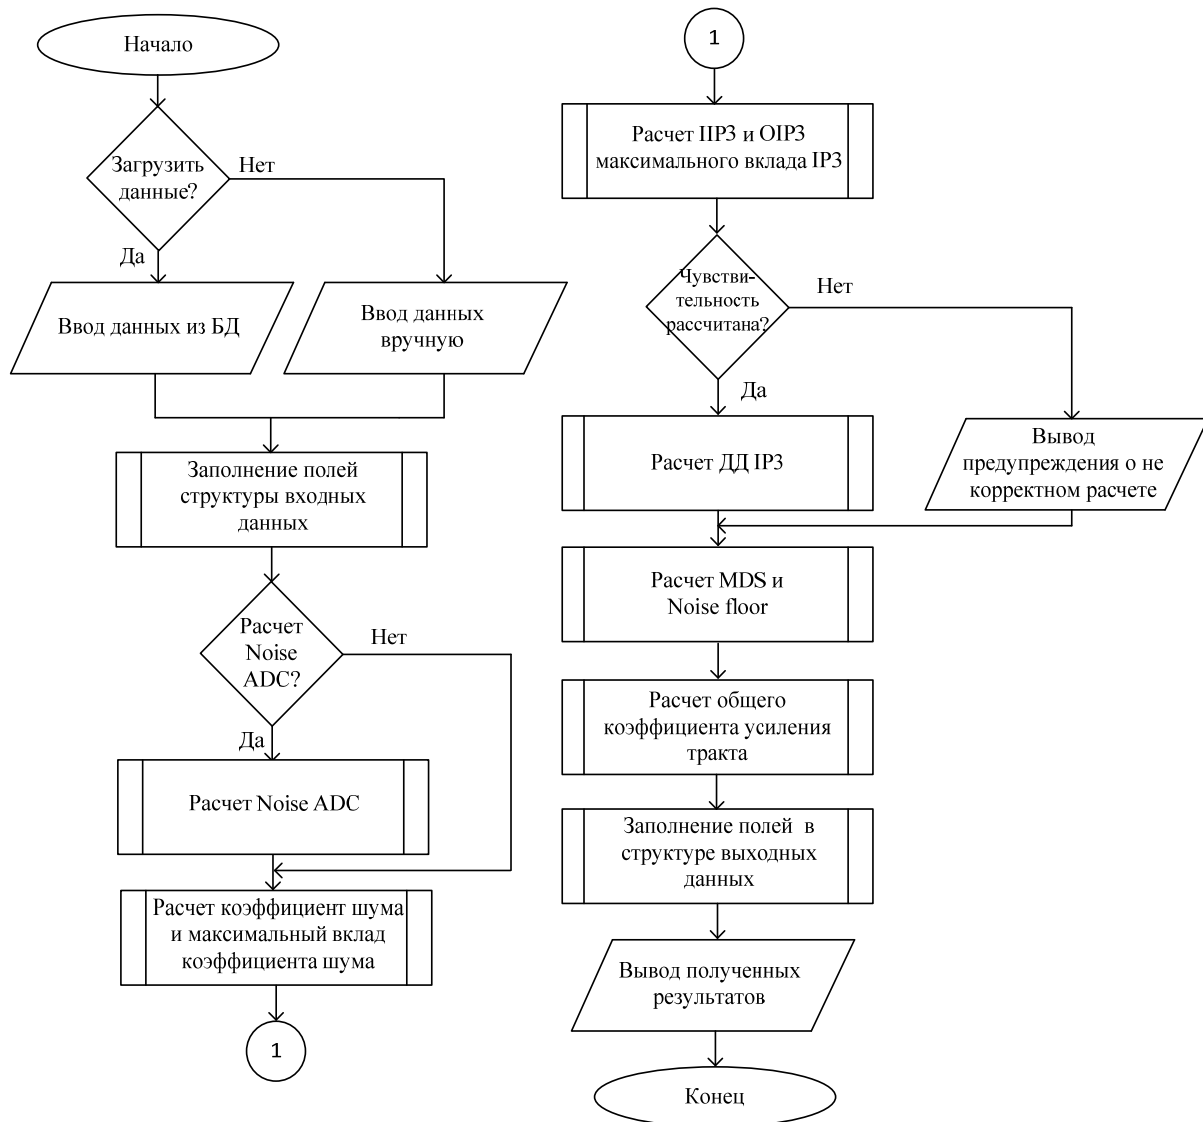 Начало
Загрузить
данные?
Нет
Да
Ввод данных из БД
Ввод данных
вручную
Заполнение полей
структуры входных
данных
Расчет
Noise
ADC?
Нет
Да
Расчет Noise ADC
Расчет коэффициент шума
и максимальный вклад
коэффициента шума
1
1
Расчет IIP3 и OIP3
максимального вклада IP3
Чувстви-
тельность
рассчитана?
Нет
Да
Расчет ДД IP3
Вывод
предупреждения о не
корректном расчете
Расчет MDS и
Noise floor
Расчет общего
коэффициента усиления
тракта
Заполнение полей в
структуре выходных
данных
Вывод полученных
результатов
Конец